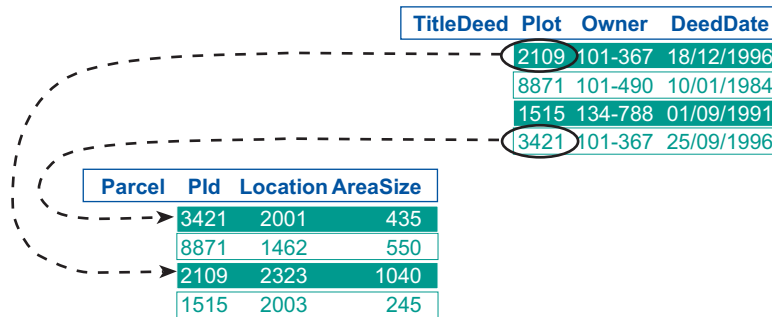 TitleDeed Plot Owner DeedDate
2109 101-367 18/12/1996
8871 101-490 10/01/1984
1515 134-788 01/09/1991
3421 101-367 25/09/1996
Parcel PId Location AreaSize
3421 2001 435
8871 1462 550
2109 2323 1040
1515 2003 245